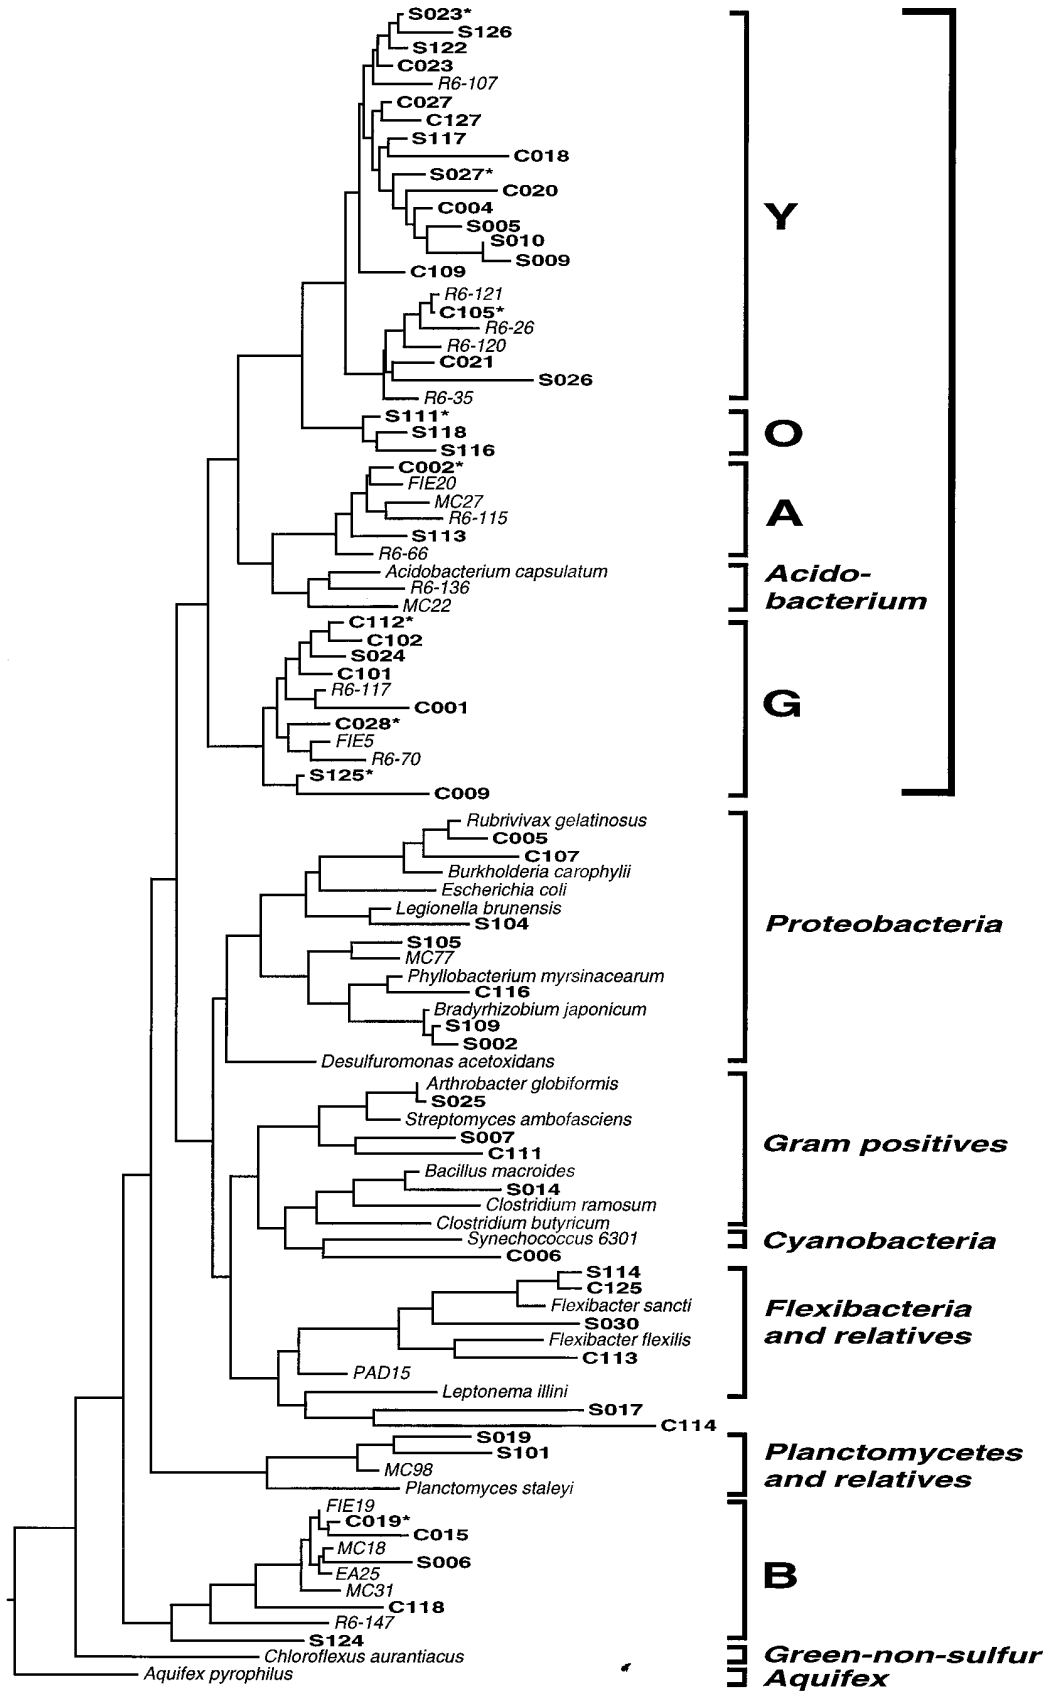 S023*
S126
S122
C023
R6-107
C027
C127
S117
C018
S027*
C020
Y
C004
S005
S010
S009
C109
R6-121
C105*
R6-26
R6-120
C021
S026
R6-35
S111*
S118
O
S116
C002*
FIE20
MC27
A
R6-115
S113
R6-66
Acidobacterium capsulatum
Acido-
R6-136
bacterium
MC22
C112*
C102
S024
C101
R6-117
G
C001
C028*
FIE5
R6-70
S125*
C009
Rubrivivax gelatinosus
C005
C107
Burkholderia carophylii
Escherichia coli
Legionella brunensis
S104
Proteobacteria
S105
MC77
Phyllobacterium myrsinacearum
C116
Bradyrhizobium japonicum
S109
S002
Desulfuromonas acetoxidans
Arthrobacter globiformis
S025
Streptomyces ambofasciens
S007
Gram positives
C111
Bacillus macroides
S014
Clostridium ramosum
Clostridium butyricum
Synechococcus 6301
Cyanobacteria
C006
S114
C125
Flexibacter sancti
Flexibacteria
S030
and relatives
Flexibacter flexilis
C113
PAD15
Leptonema illini
S017
C114
S019
S101
Planctomycetes
MC98
and relatives
Planctomyces staleyi
FIE19
C019*
C015
MC18
S006
EA25
B
MC31
C118
R6-147
S124
Chloroflexus aurantiacus
Green-non-sulfur
Aquifex pyrophilus
Aquifex